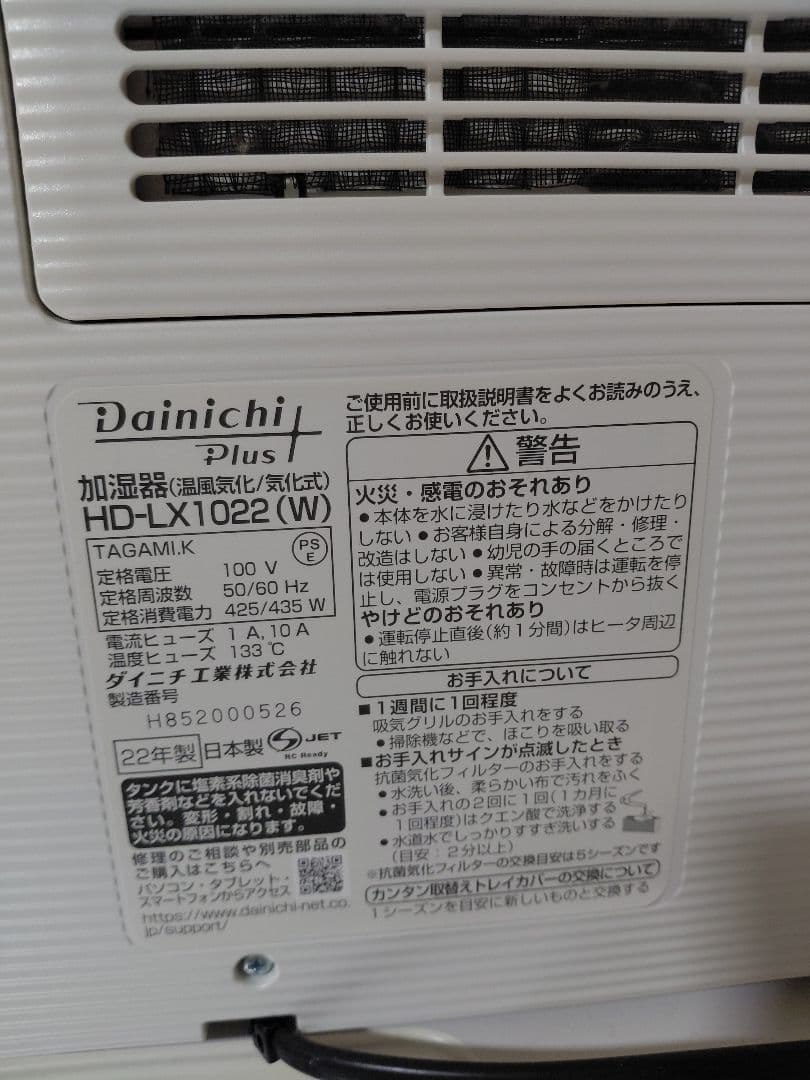 Dainichi
Plus
加湿器(温風気化/気化式)
HD-LX1022(W)
TAGAMI.K
PS
E
定格電圧 100 V
定格周波数 50/60 Hz
定格消費電力 425/435 W
電流ヒューズ 1 A,10 A
温度ヒューズ 133 ℃
ダイニチ工業株式会社
製造番号
H852000526
22年製 日本製 JET
RC Ready
タンクに塩素系除菌消臭剤や
芳香剤などを入れないでくだ
さい。変形・割れ・故障・
火災の原因になります。
修理のご相談や別売部品の
ご購入はこちらへ
パソコン・タブレット・
スマートフォンからアクセス
https://www.dainichi-net.co.
jp/support/
ご使用前に取扱説明書をよくお読みのうえ、
正しくお使いください。
警告
火災・感電のおそれあり
●本体を水に浸けたり水などをかけたり
しない ●お客様自身による分解・修理・
改造はしない ●幼児の手の届くところで
は使用しない ●異常・故障時は運転を停
止し、電源プラグをコンセントから抜く
やけどのおそれあり
●運転停止直後(約1分間)はヒータ周辺
に触れない
お手入れについて
■1週間に1回程度
吸気グリルのお手入れをする
●掃除機などで、ほこりを吸い取る
■お手入れサインが点滅したとき
抗菌気化フィルターのお手入れをする
●水洗い後、柔らかい布で汚れをふく
●お手入れの2回に1回(1カ月に
1回程度)はクエン酸で洗浄する
●水道水でしっかりすすぎ洗いする
(目安:2分以上)
※抗菌気化フィルターの交換目安は5シーズンです
カンタン取替えトレイカバーの交換について
1シーズンを目安に新しいものと交換する